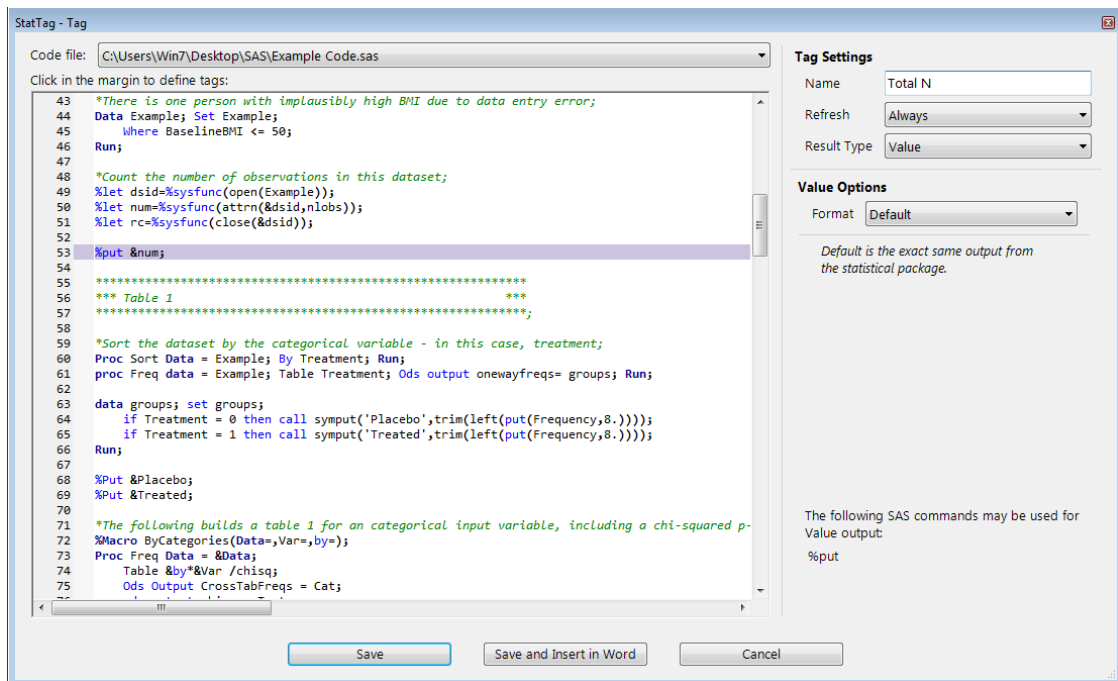 StatTag - Tag
Code file: C:\Users\Win7\Desktop\SAS\Example Code.sas
Click in the margin to define tags:
43 *There is one person with implausibly high BMI due to data entry error;
44 Data Example; Set Example;
45 Where BaselineBMI <= 50;
46 Run;
47
48 *Count the number of observations in this dataset;
49 %let dsid=%sysfunc(open(Example));
50 %let num=%sysfunc(attrn(&dsid,nlobs));
51 %let rc=%sysfunc(close(&dsid));
52
53 %put &num;
54
55 *************************************************************
56 *** Table 1 ***
57 *************************************************************;
58
59 *Sort the dataset by the categorical variable - in this case, treatment;
60 Proc Sort Data = Example; By Treatment; Run;
61 proc Freq data = Example; Table Treatment; Ods output onewayfreqs= groups; Run;
62
63 data groups; set groups;
64 if Treatment = 0 then call symput('Placebo',trim(left(put(Frequency,8.))));
65 if Treatment = 1 then call symput('Treated',trim(left(put(Frequency,8.))));
66 Run;
67
68 %Put &Placebo;
69 %Put &Treated;
70
71 *The following builds a table 1 for an categorical input variable, including a chi-squared p-
72 %Macro ByCategories(Data=,Var=,by=);
73 Proc Freq Data = &Data;
74 Table &by*&Var /chisq;
75 Ods Output CrossTabFreqs = Cat;
Tag Settings
Name Total N
Refresh Always
Result Type Value
Value Options
Format Default
Default is the exact same output from
the statistical package.
The following SAS commands may be used for
Value output:
%put
Save
Save and Insert in Word
Cancel